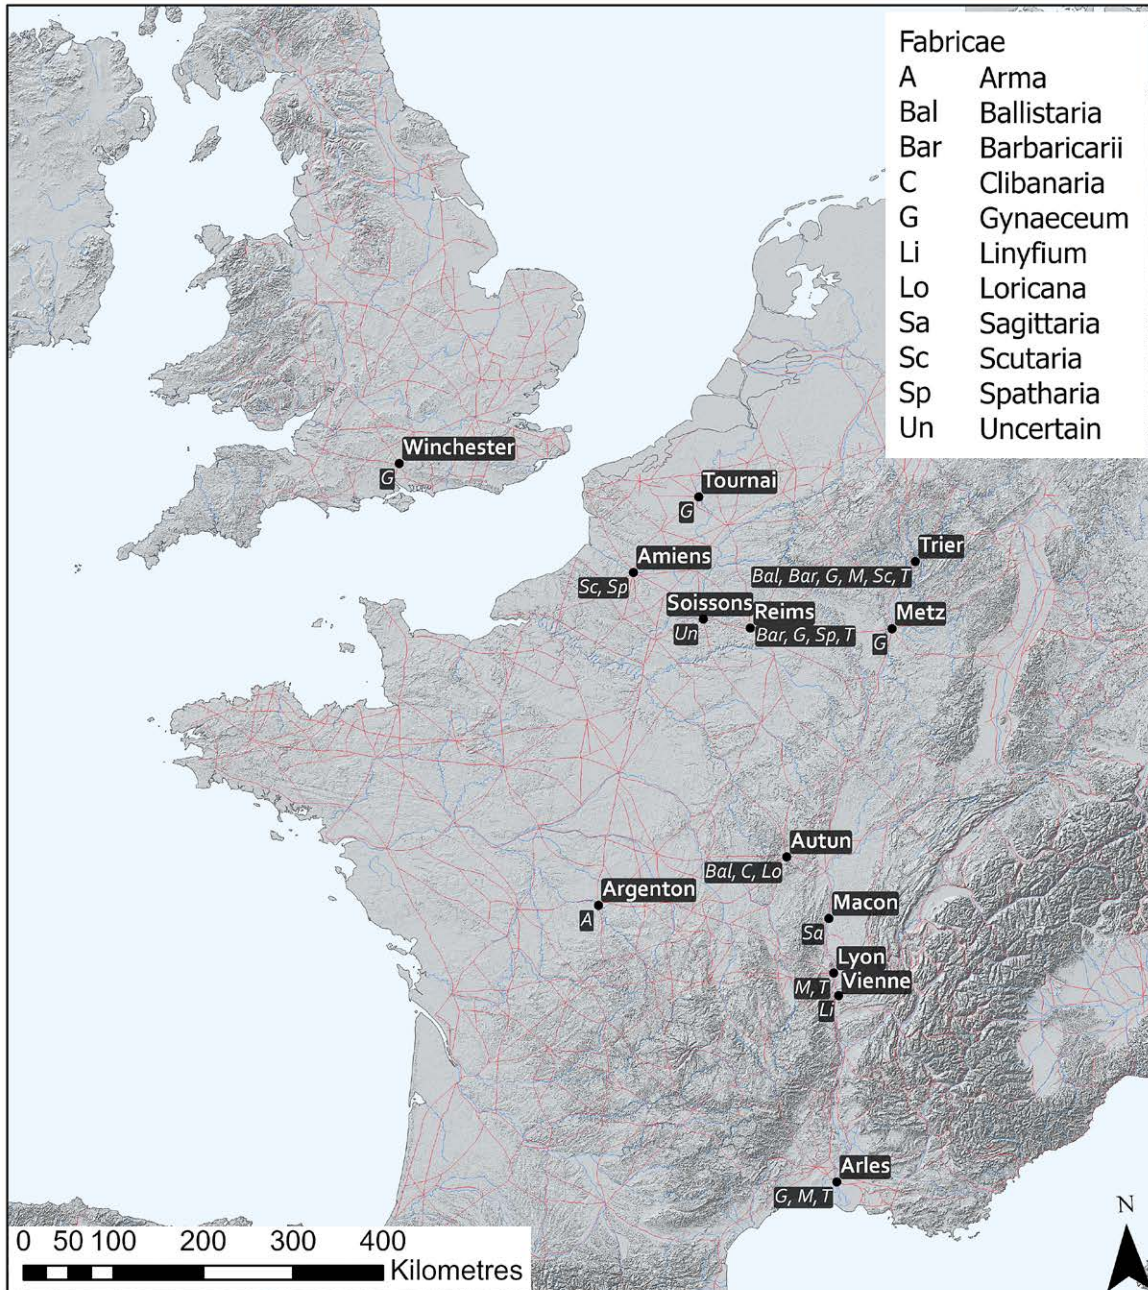 Fabricae
A Arma
Bal Ballistaria
Bar Barbaricarii
C Clibanaria
G Gynaeceum
Li Linyfium
Lo Loricana
Sa Sagittaria
Sc Scutaria
Sp Spatharia
Un Uncertain
Winchester
G
Tournai
G
Amiens
Sc, Sp
Trier
Bal, Bar, G, M, Sc, T
Soissons
Un
Reims
Bar, G, Sp, T
Metz
G
Autun
Bal, C, Lo
Argenton
A
Macon
Sa
Lyon
M, T
Vienne
Li
Arles
G, M, T
N
0 50 100 200 300 400
Kilometres